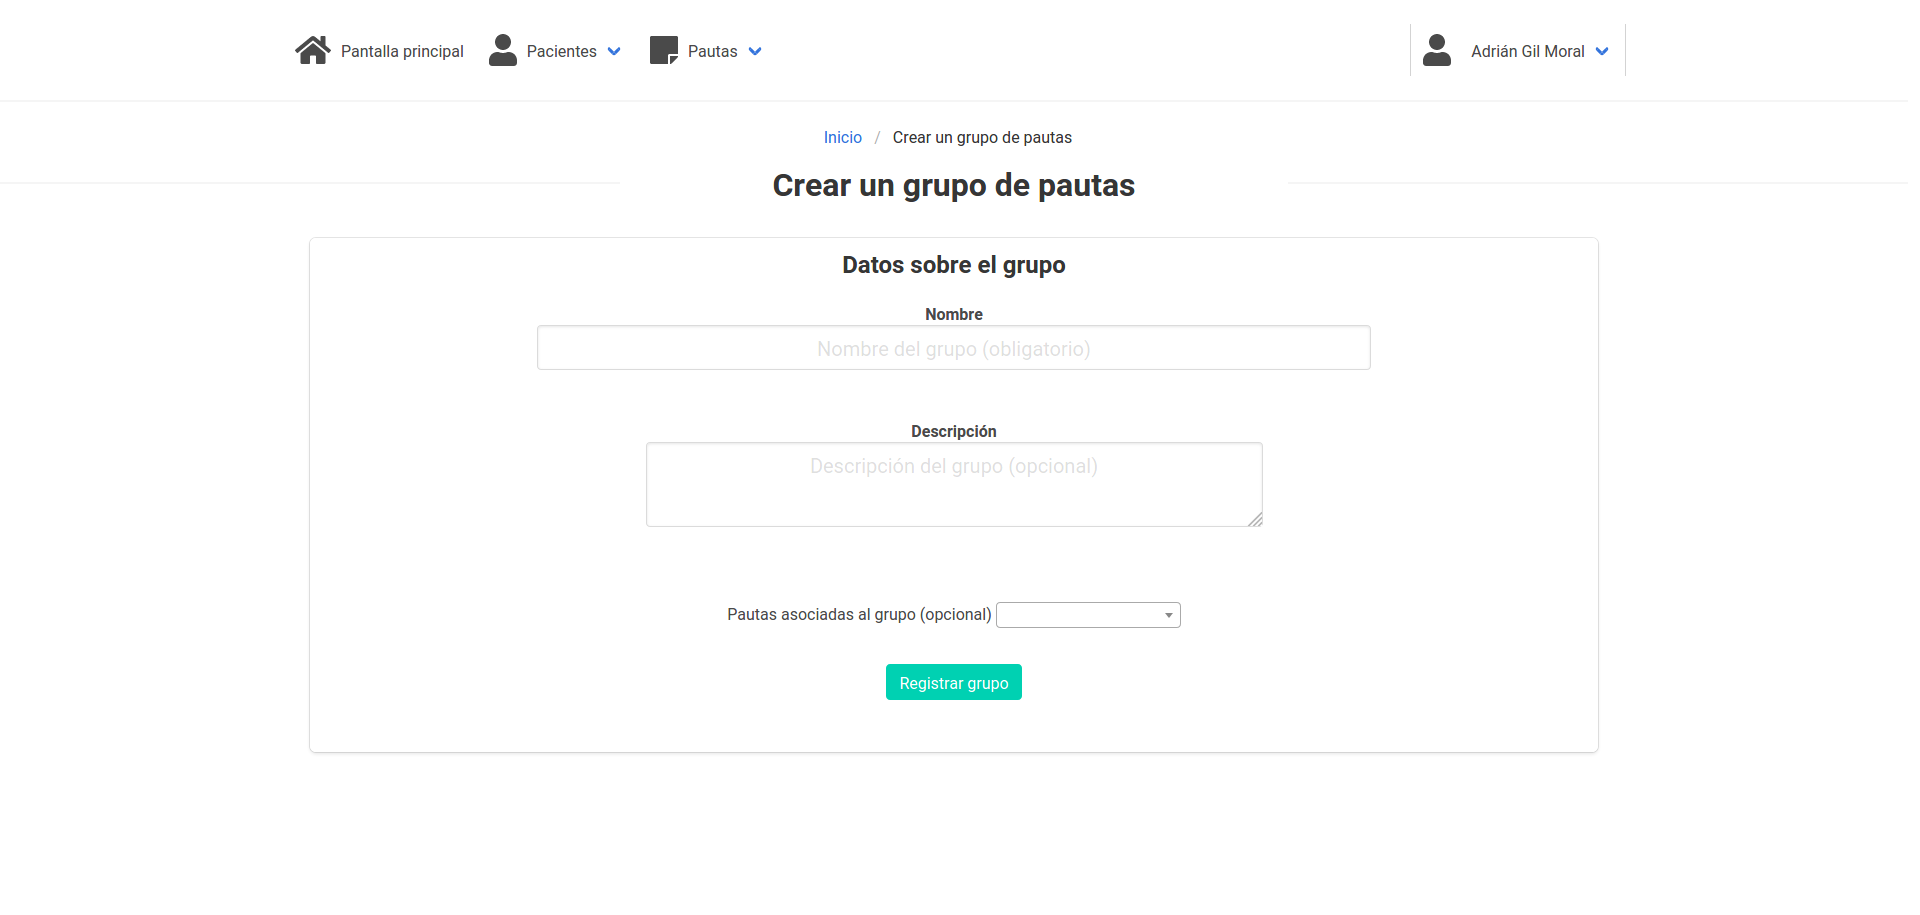 Pantalla principal Pacientes Pautas Adrián Gil Moral
Inicio / Crear un grupo de pautas
Crear un grupo de pautas
Datos sobre el grupo
Nombre
Nombre del grupo (obligatorio)
Descripción
Descripción del grupo (opcional)
Pautas asociadas al grupo (opcional)
Registrar grupo